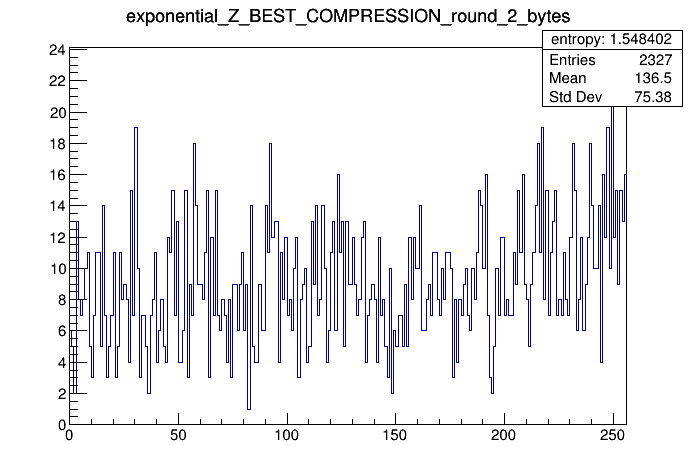 exponential_Z_BEST_COMPRESSION_round_2_bytes
entropy: 1.548402
Entries 2327
Mean 136.5
Std Dev 75.38
24
22
20
18
16
14
12
10
8
6
4
2
0
0 50 100 150 200 250